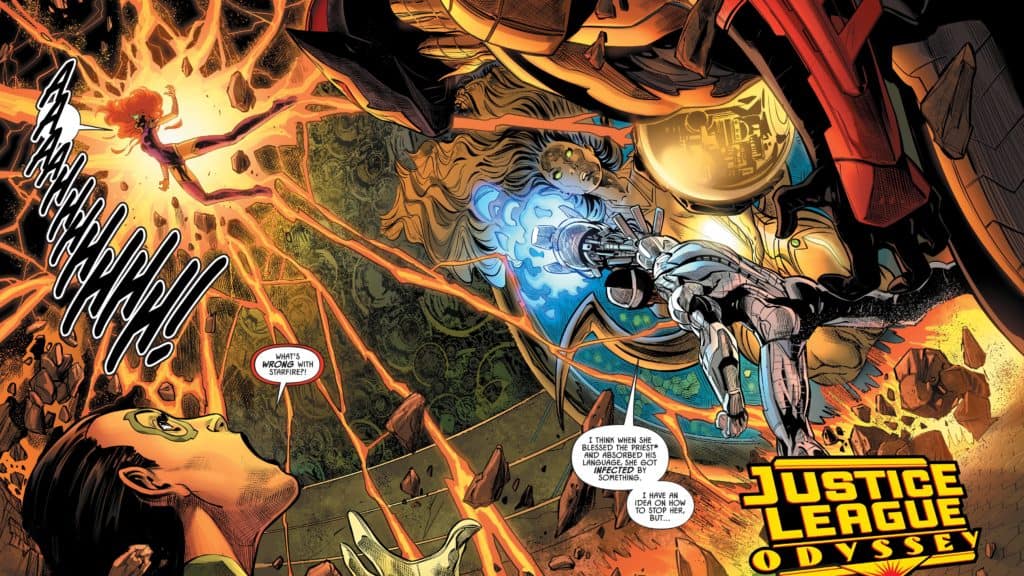 AAAAAHHHHHHHH!!
WHAT'S
WRONG WITH
STARFIRE?!
I THINK WHEN SHE
BLESSED THE PRIEST*
AND ABSORBED HIS
LANGUAGE, SHE GOT
INFECTED BY
SOMETHING.
I HAVE AN
IDEA ON HOW
TO STOP HER,
BUT...
JUSTICE
LEAGUE
ODYSSEY